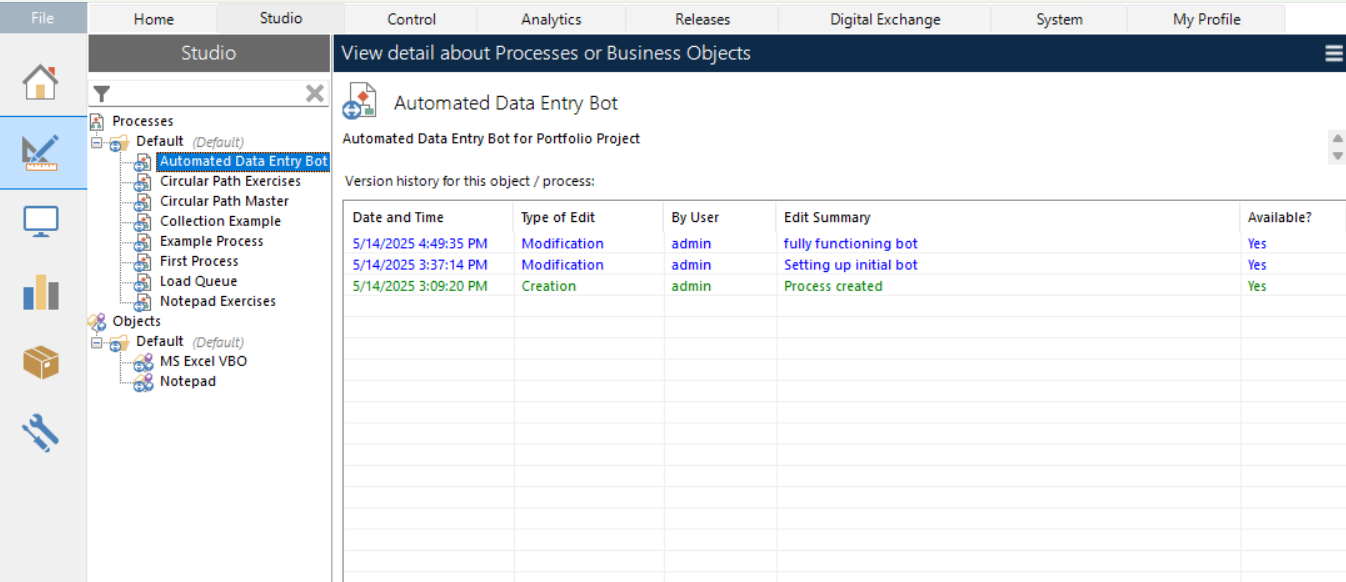 File Home Studio Control Analytics Releases Digital Exchange System My Profile
Studio
View detail about Processes or Business Objects
Processes
Default (Default)
Automated Data Entry Bot
Circular Path Exercises
Circular Path Master
Collection Example
Example Process
First Process
Load Queue
Notepad Exercises
Objects
Default (Default)
MS Excel VBO
Notepad
Automated Data Entry Bot
Automated Data Entry Bot for Portfolio Project
Version history for this object / process:
Date and Time Type of Edit By User Edit Summary Available?
5/14/2025 4:49:35 PM Modification admin fully functioning bot Yes
5/14/2025 3:37:14 PM Modification admin Setting up initial bot Yes
5/14/2025 3:09:20 PM Creation admin Process created Yes